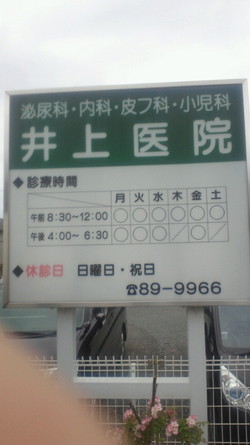 泌尿科・内科・皮フ科・小児科
井上医院
◆診療時間
月 火 水 木 金 土
午前 8:30~12:00 ○ ○ ○ ○ ○ ○
午後 4:00~ 6:30 ○ ○ ○ / ○ /
◆休診日 日曜日・祝日
☎89-9966